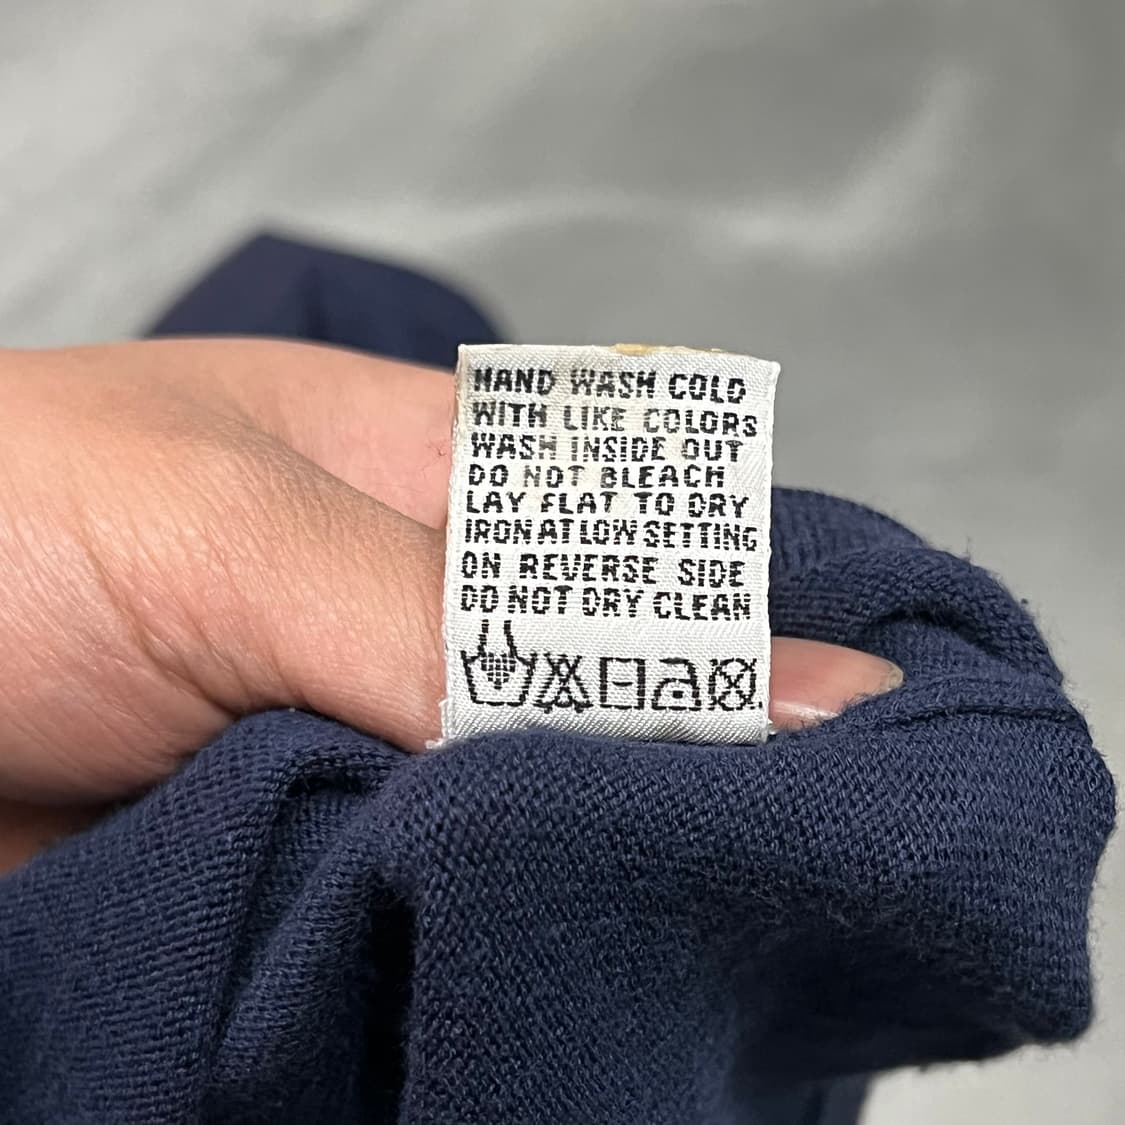 HAND WASH COLD
WITH LIKE COLORS
WASH INSIDE OUT
DO NOT BLEACH
LAY FLAT TO DRY
IRON AT LOW SETTING
ON REVERSE SIDE
DO NOT DRY CLEAN